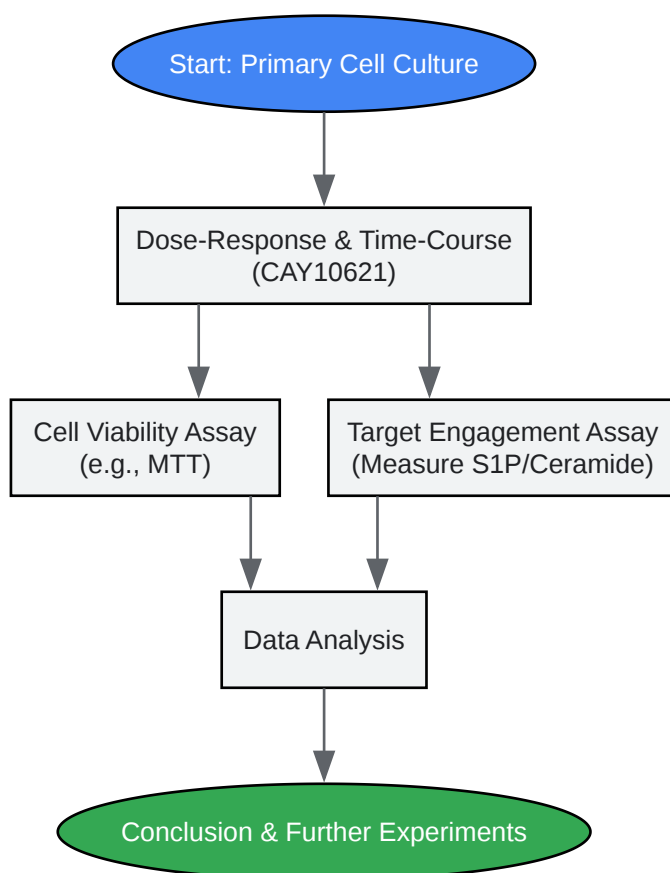 Start: Primary Cell Culture
Dose-Response & Time-Course
(CAY10621)
Cell Viability Assay
(e.g., MTT)
Target Engagement Assay
(Measure S1P/Ceramide)
Data Analysis
Conclusion & Further Experiments